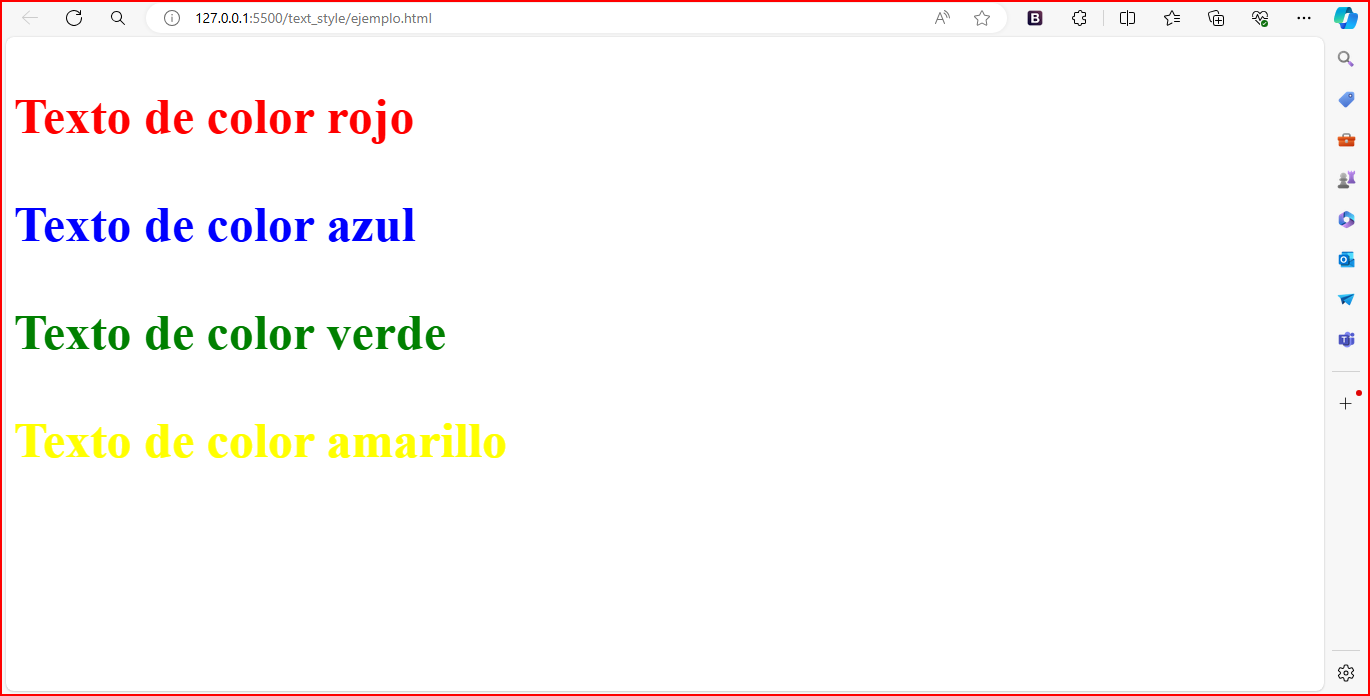 127.0.0.1:5500/text_style/ejemplo.html
Texto de color rojo
Texto de color azul
Texto de color verde
Texto de color amarillo